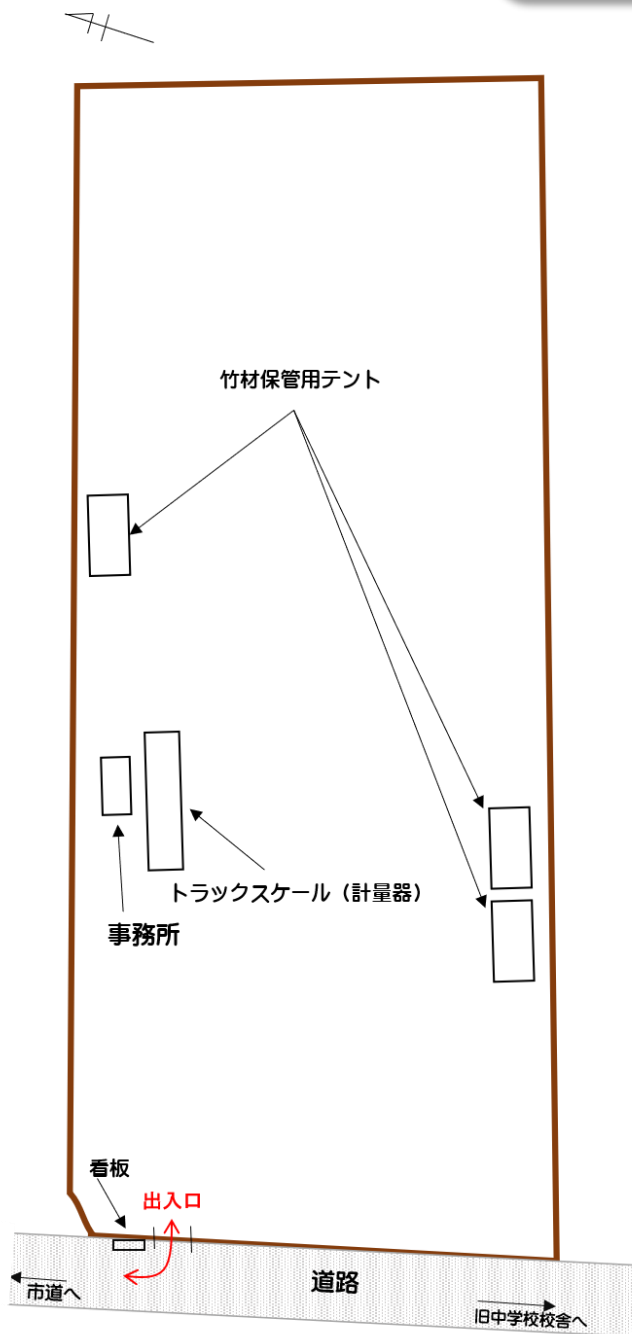 竹材保管用テント
トラックスケール（計量器）
事務所
看板
出入口
道路
市道へ
旧中学校校舎へ